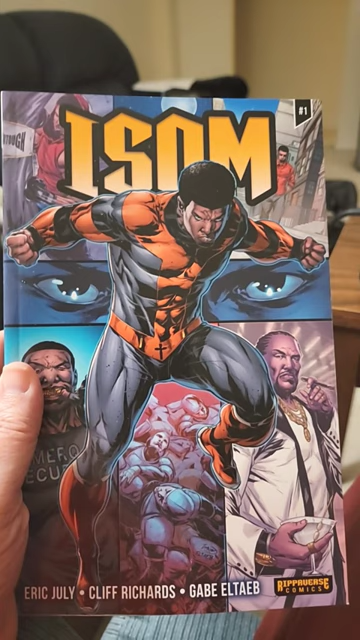 #1
ISOM
ERIC JULY • CLIFF RICHARDS • GABE ELTAEB
RIPPAVERSE
COMICS